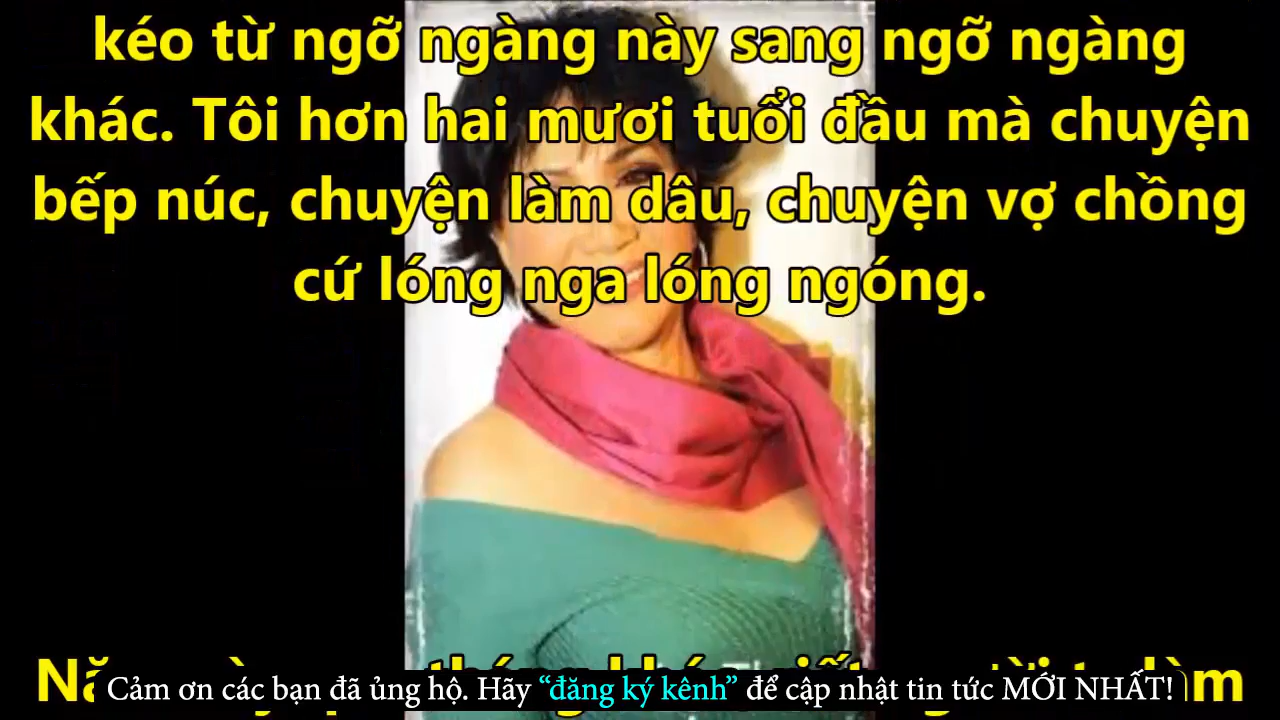 kéo từ ngỡ ngàng này sang ngỡ ngàng
khác. Tôi hơn hai mươi tuổi đầu mà chuyện
bếp núc, chuyện làm dâu, chuyện vợ chồng
cứ lóng nga lóng ngóng.
Cảm ơn các bạn đã ủng hộ. Hãy “đăng ký kênh” để cập nhật tin tức MỚI NHẤT!